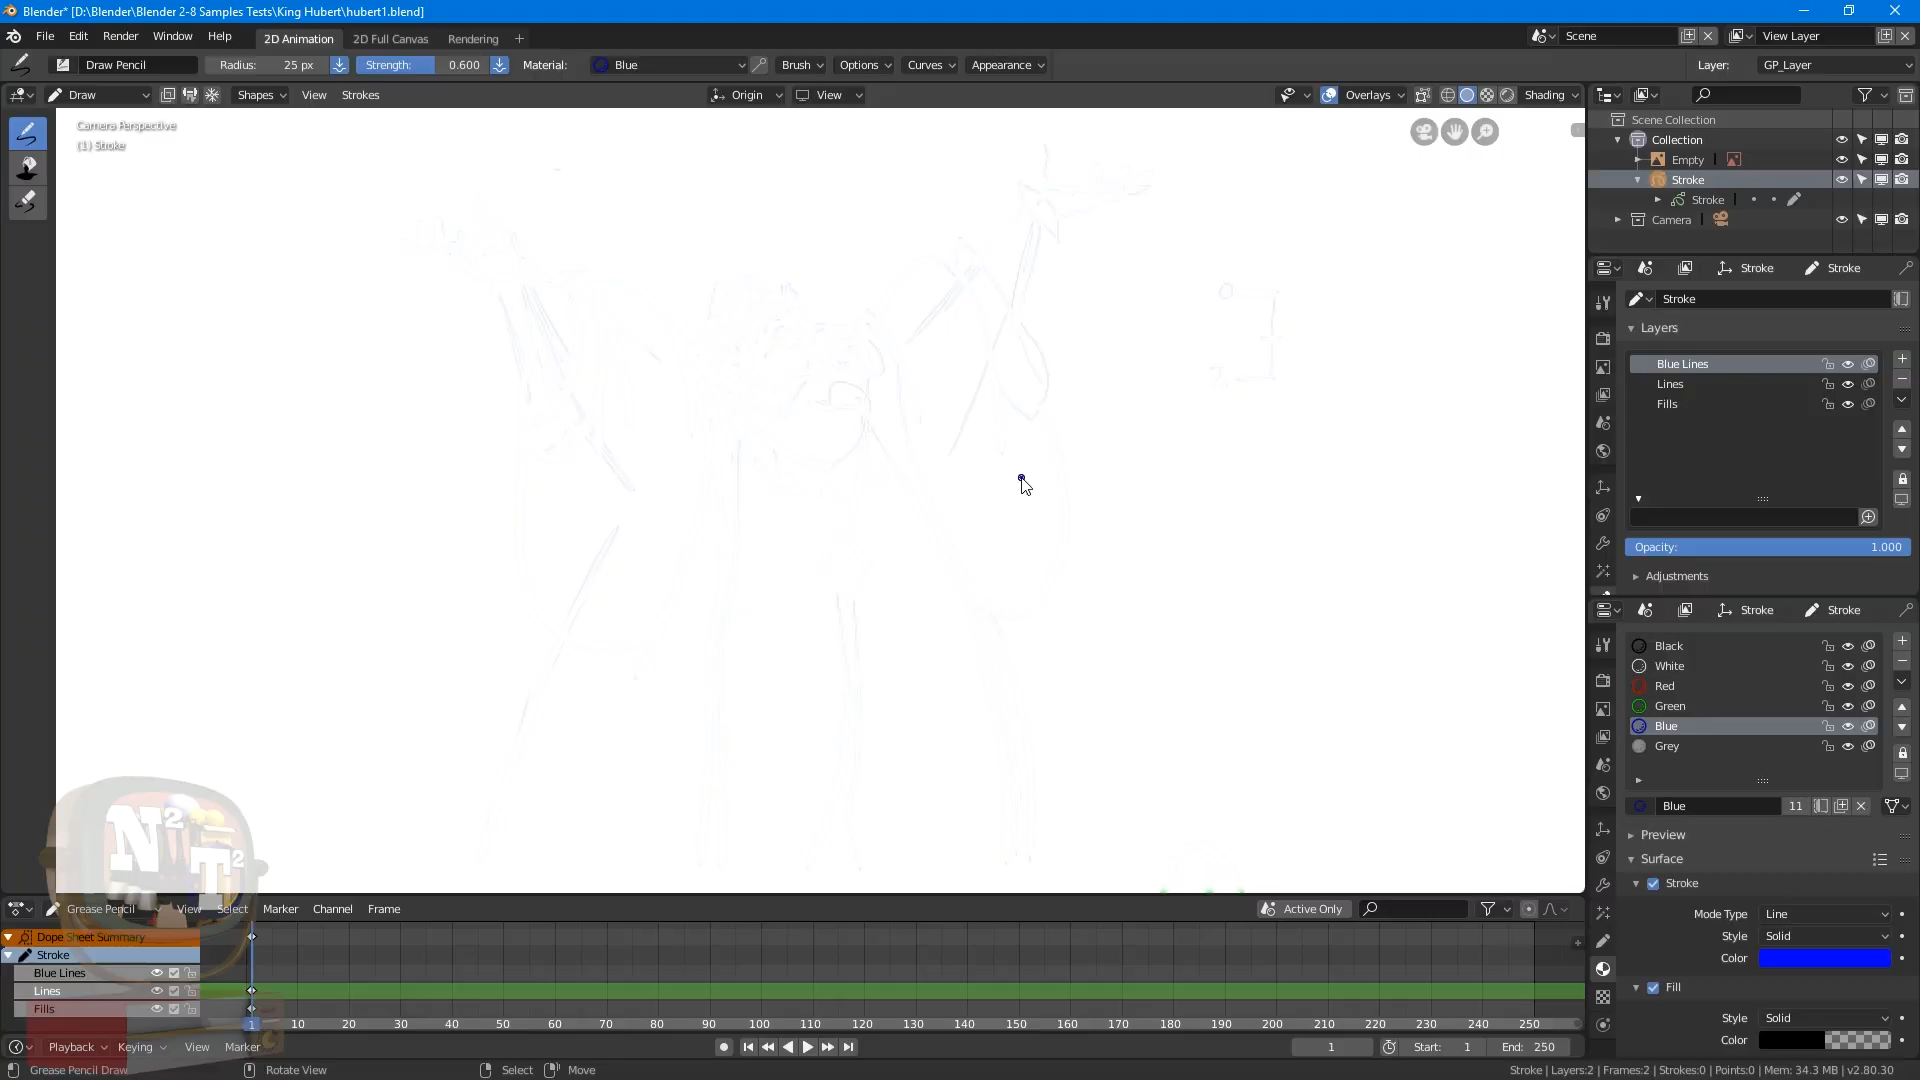 Blender* [D:\Blender\Blender 2-8 Samples Tests\King Hubert\hubert1.blend]
File Edit Render Window Help 2D Animation 2D Full Canvas Rendering + Scene View Layer
Draw Pencil Radius: 25 px Strength: 0.600 Material: Blue Brush Options Curves Appearance Layer: GP_Layer
Draw Shapes View Strokes Origin View Overlays Shading
Camera Perspective
(1) Stroke
Scene Collection
Collection
Empty
Stroke
Stroke
Camera
Stroke Stroke
Stroke
Layers
Blue Lines
Lines
Fills
Opacity: 1.000
Adjustments
Stroke Stroke
Black
White
Red
Green
Blue
Grey
Blue 11
Preview
Surface
Stroke
Mode Type Line
Style Solid
Color
Fill
Style Solid
Color
N² T²
Grease Pencil View Select Marker Channel Frame Active Only
Dope Sheet Summary
Stroke
Blue Lines
Lines
Fills
1 10 20 30 40 50 60 70 80 90 100 110 120 130 140 150 160 170 180 190 200 210 220 230 240 250
Playback Keying View Marker 1 Start: 1 End: 250
Grease Pencil Draw Rotate View Select Move Stroke | Layers:2 | Frames:2 | Strokes:0 | Points:0 | Mem: 34.3 MB | v2.80.30